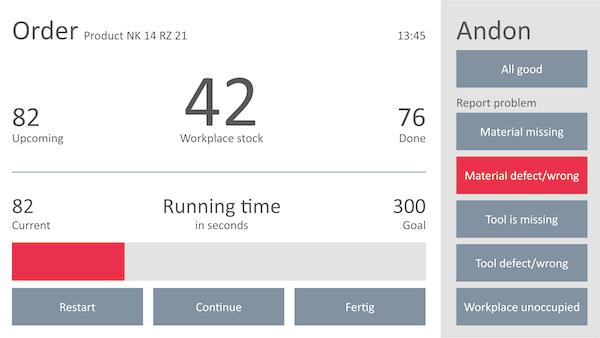 Order Product NK 14 RZ 21 13:45
82 42 76
Upcoming Workplace stock Done
82 Running time 300
Current in seconds Goal
Restart Continue Fertig
Andon
All good
Report problem
Material missing
Material defect/wrong
Tool is missing
Tool defect/wrong
Workplace unoccupied